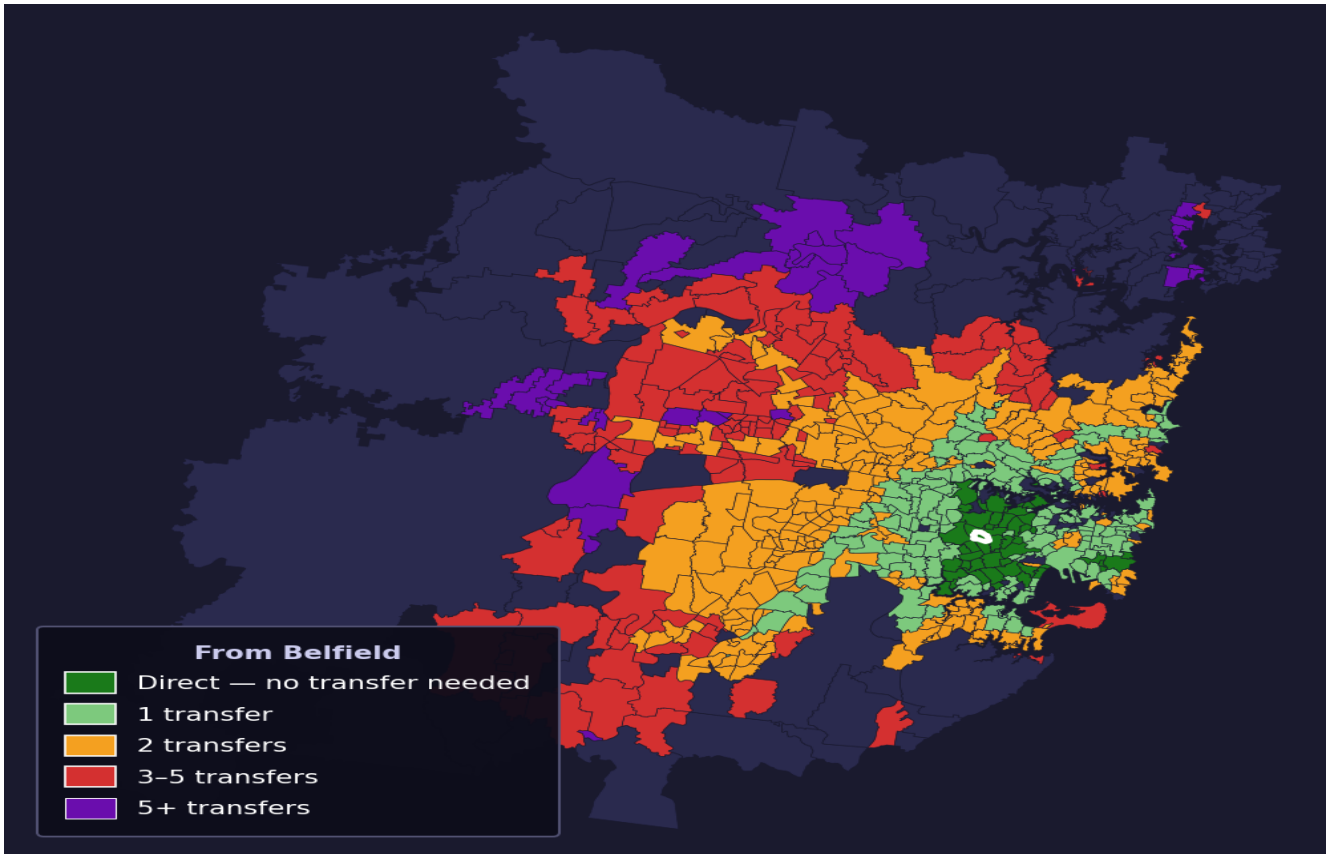 From Belfield
Direct — no transfer needed
1 transfer
2 transfers
3–5 transfers
5+ transfers